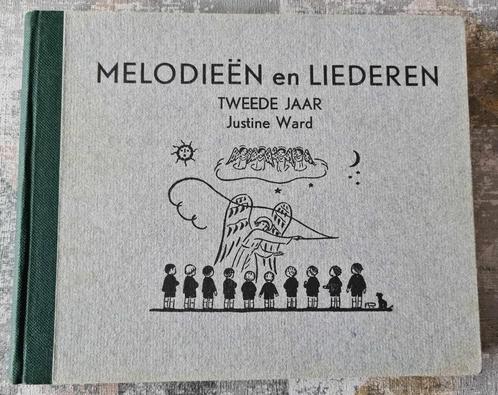 MELODIEËN en LIEDEREN
TWEEDE JAAR
Justine Ward